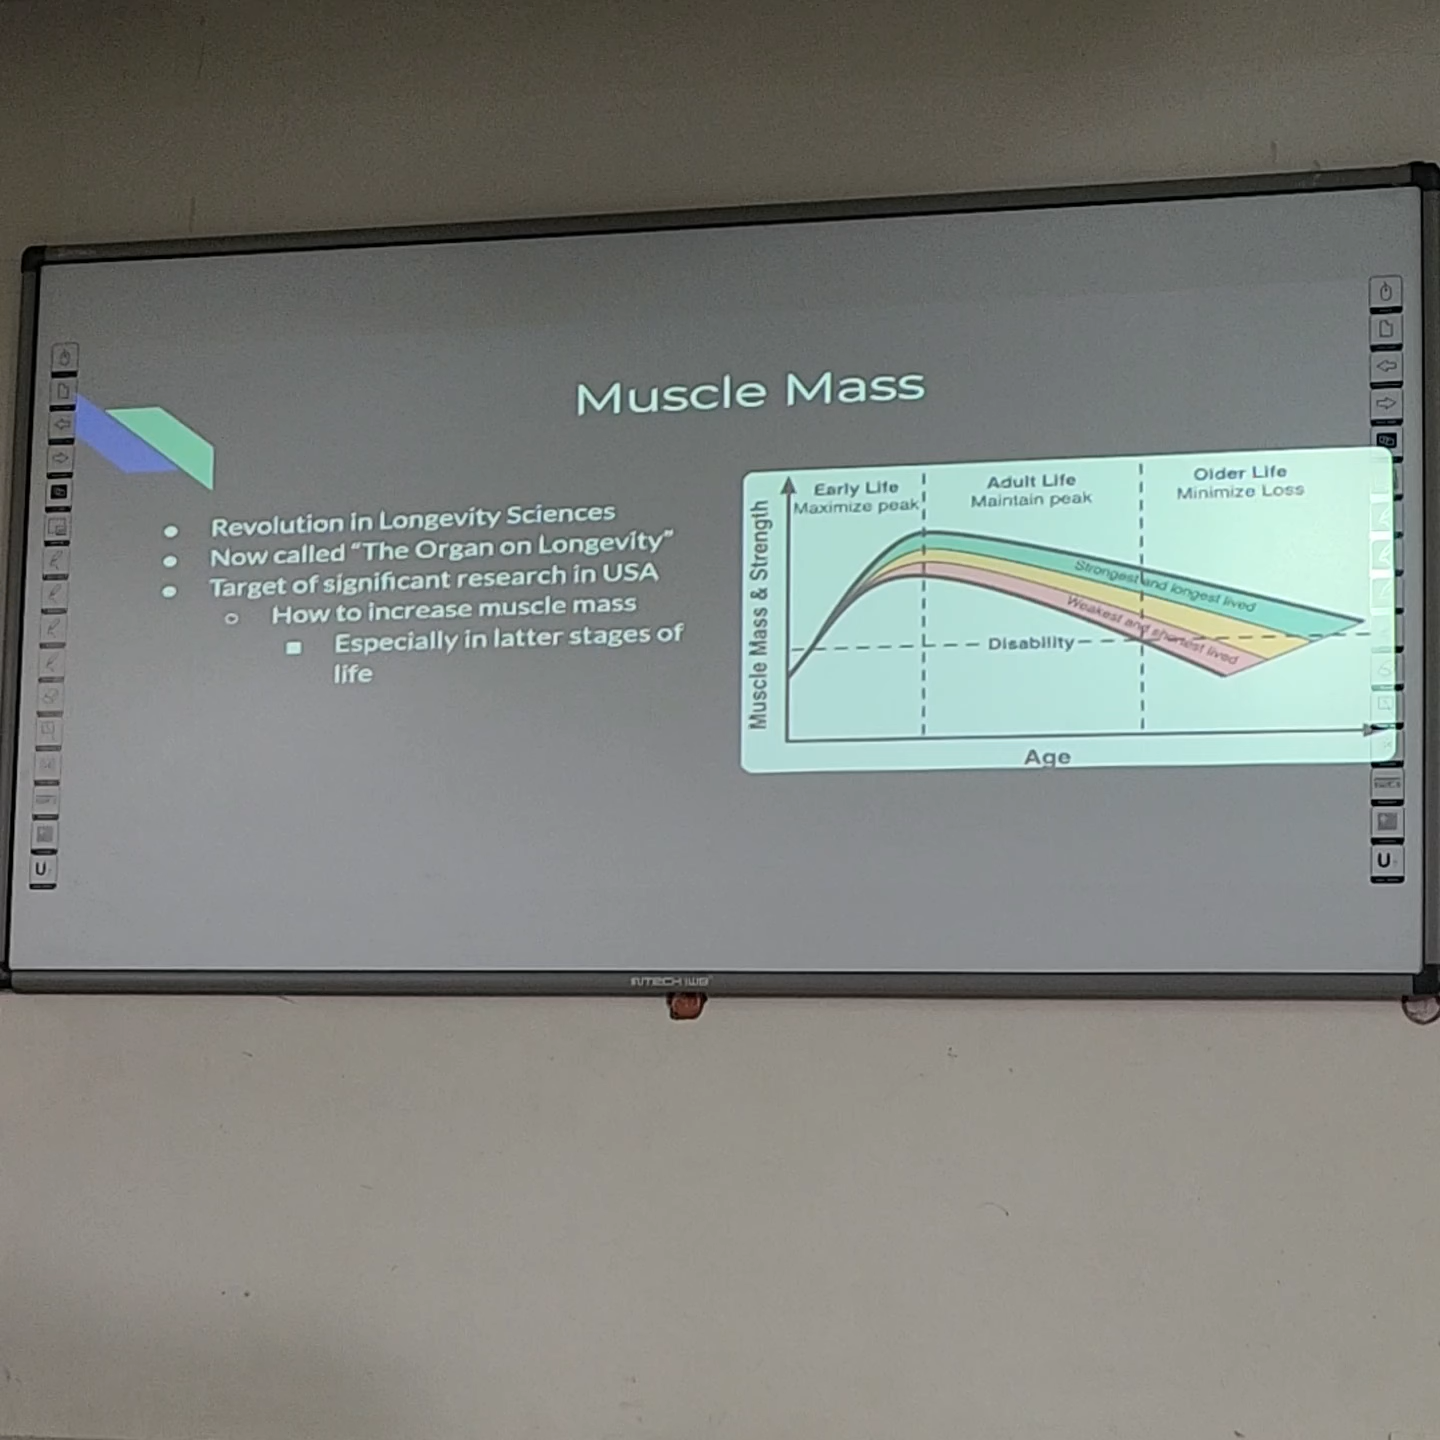 Muscle Mass
Revolution in Longevity Sciences
Now called “The Organ on Longevity”
Target of significant research in USA
How to increase muscle mass
Especially in latter stages of
life
Early Life
Maximize peak
Adult Life
Maintain peak
Older Life
Minimize Loss
Muscle Mass & Strength
Strongest and longest lived
Weakest and shortest lived
Disability
Age
U
U
INTECH IWB